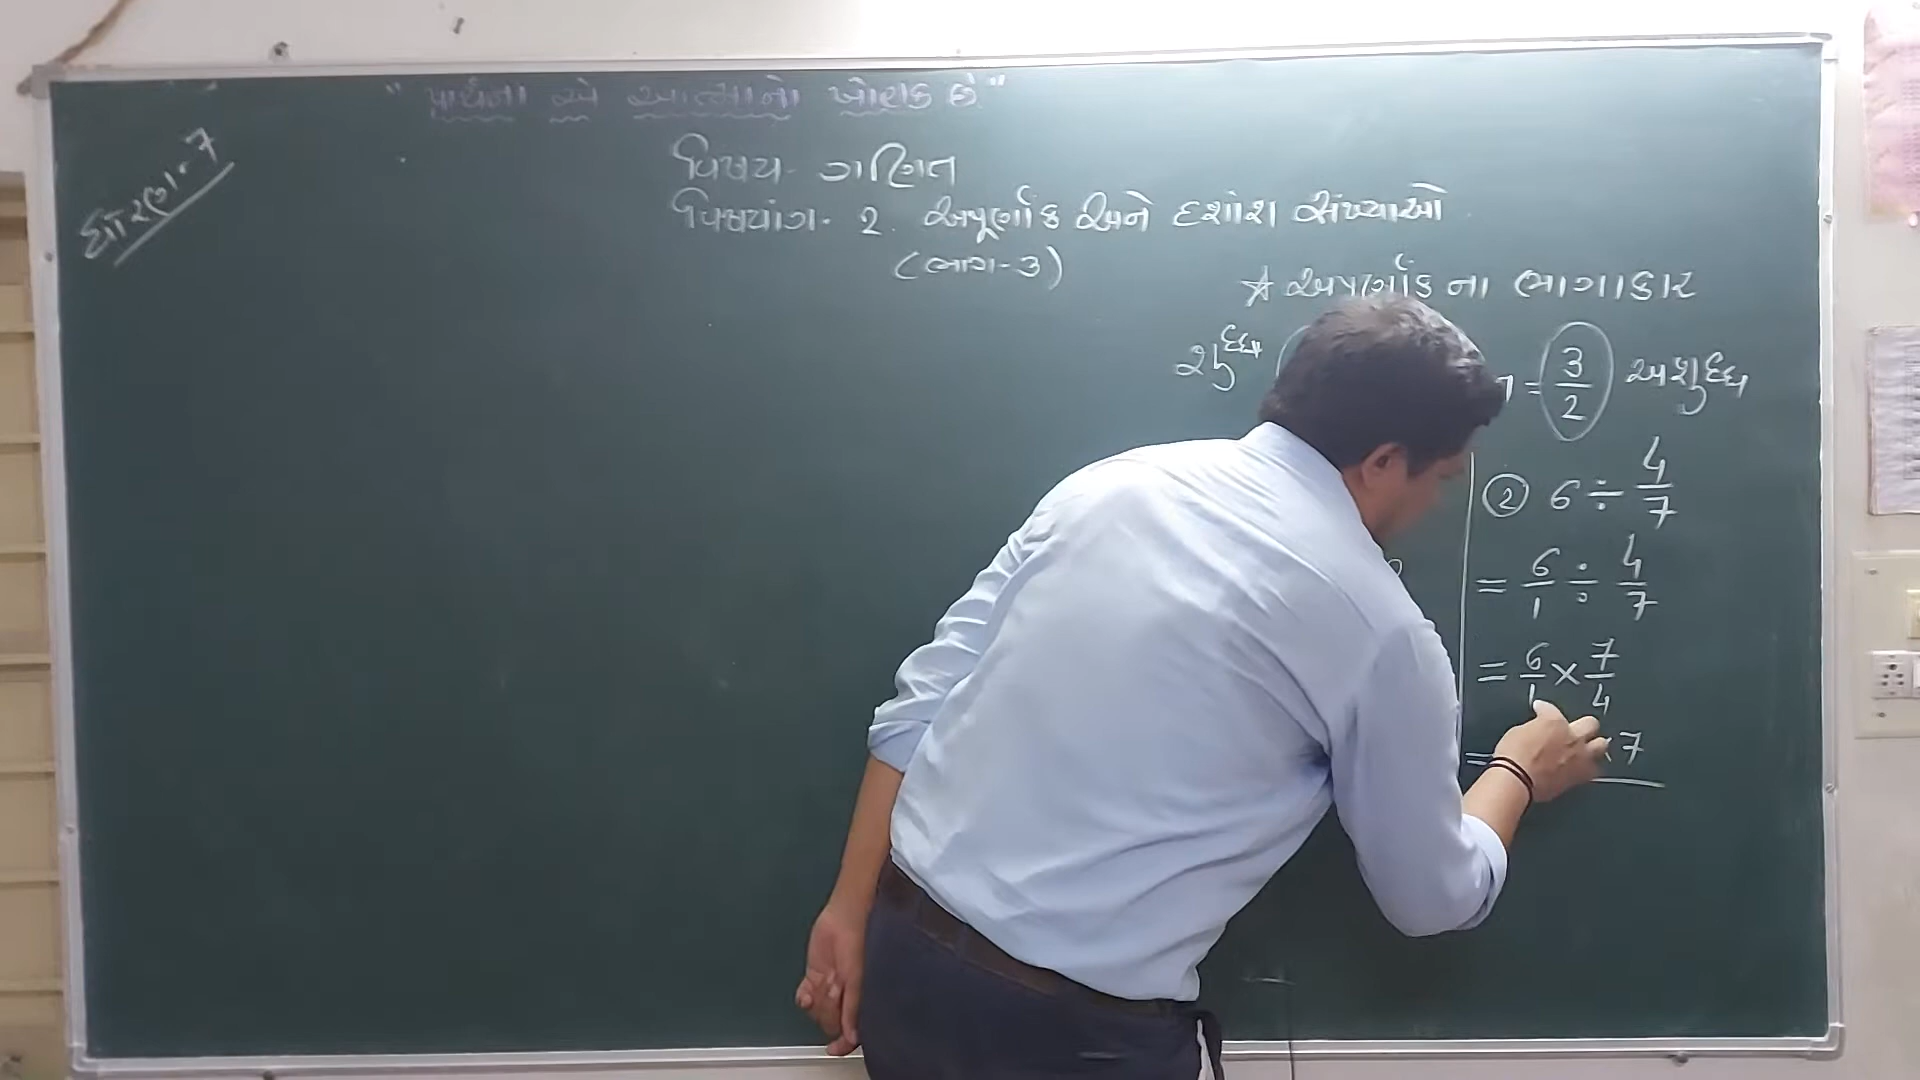 "પ્રાર્થના એ આત્માનો ખોરાક છે"
ધોરણ-7
વિષય- ગણિત
વિષયાંગ- 2. અપૂર્ણાંક અને દશાંશ સંખ્યાઓ
(ભાગ-3)
☆ અપૂર્ણાંકના ભાગાકાર
શુદ્ધ = 3/2 અશુદ્ધ
② 6 ÷ 4/7
= 6/1 ÷ 4/7
= 6/1 × 7/4
= × 7